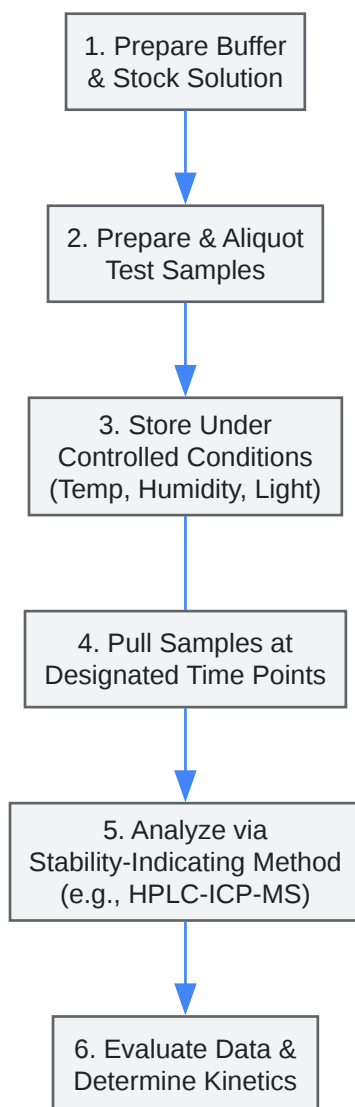 1. Prepare Buffer
& Stock Solution
2. Prepare & Aliquot
Test Samples
3. Store Under
Controlled Conditions
(Temp, Humidity, Light)
4. Pull Samples at
Designated Time Points
5. Analyze via
Stability-Indicating Method
(e.g., HPLC-ICP-MS)
6. Evaluate Data &
Determine Kinetics